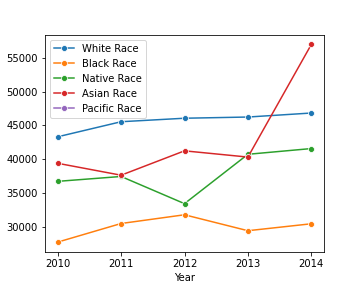 White Race
Black Race
Native Race
Asian Race
Pacific Race
55000
50000
45000
40000
35000
30000
2010 2011 2012 2013 2014
Year